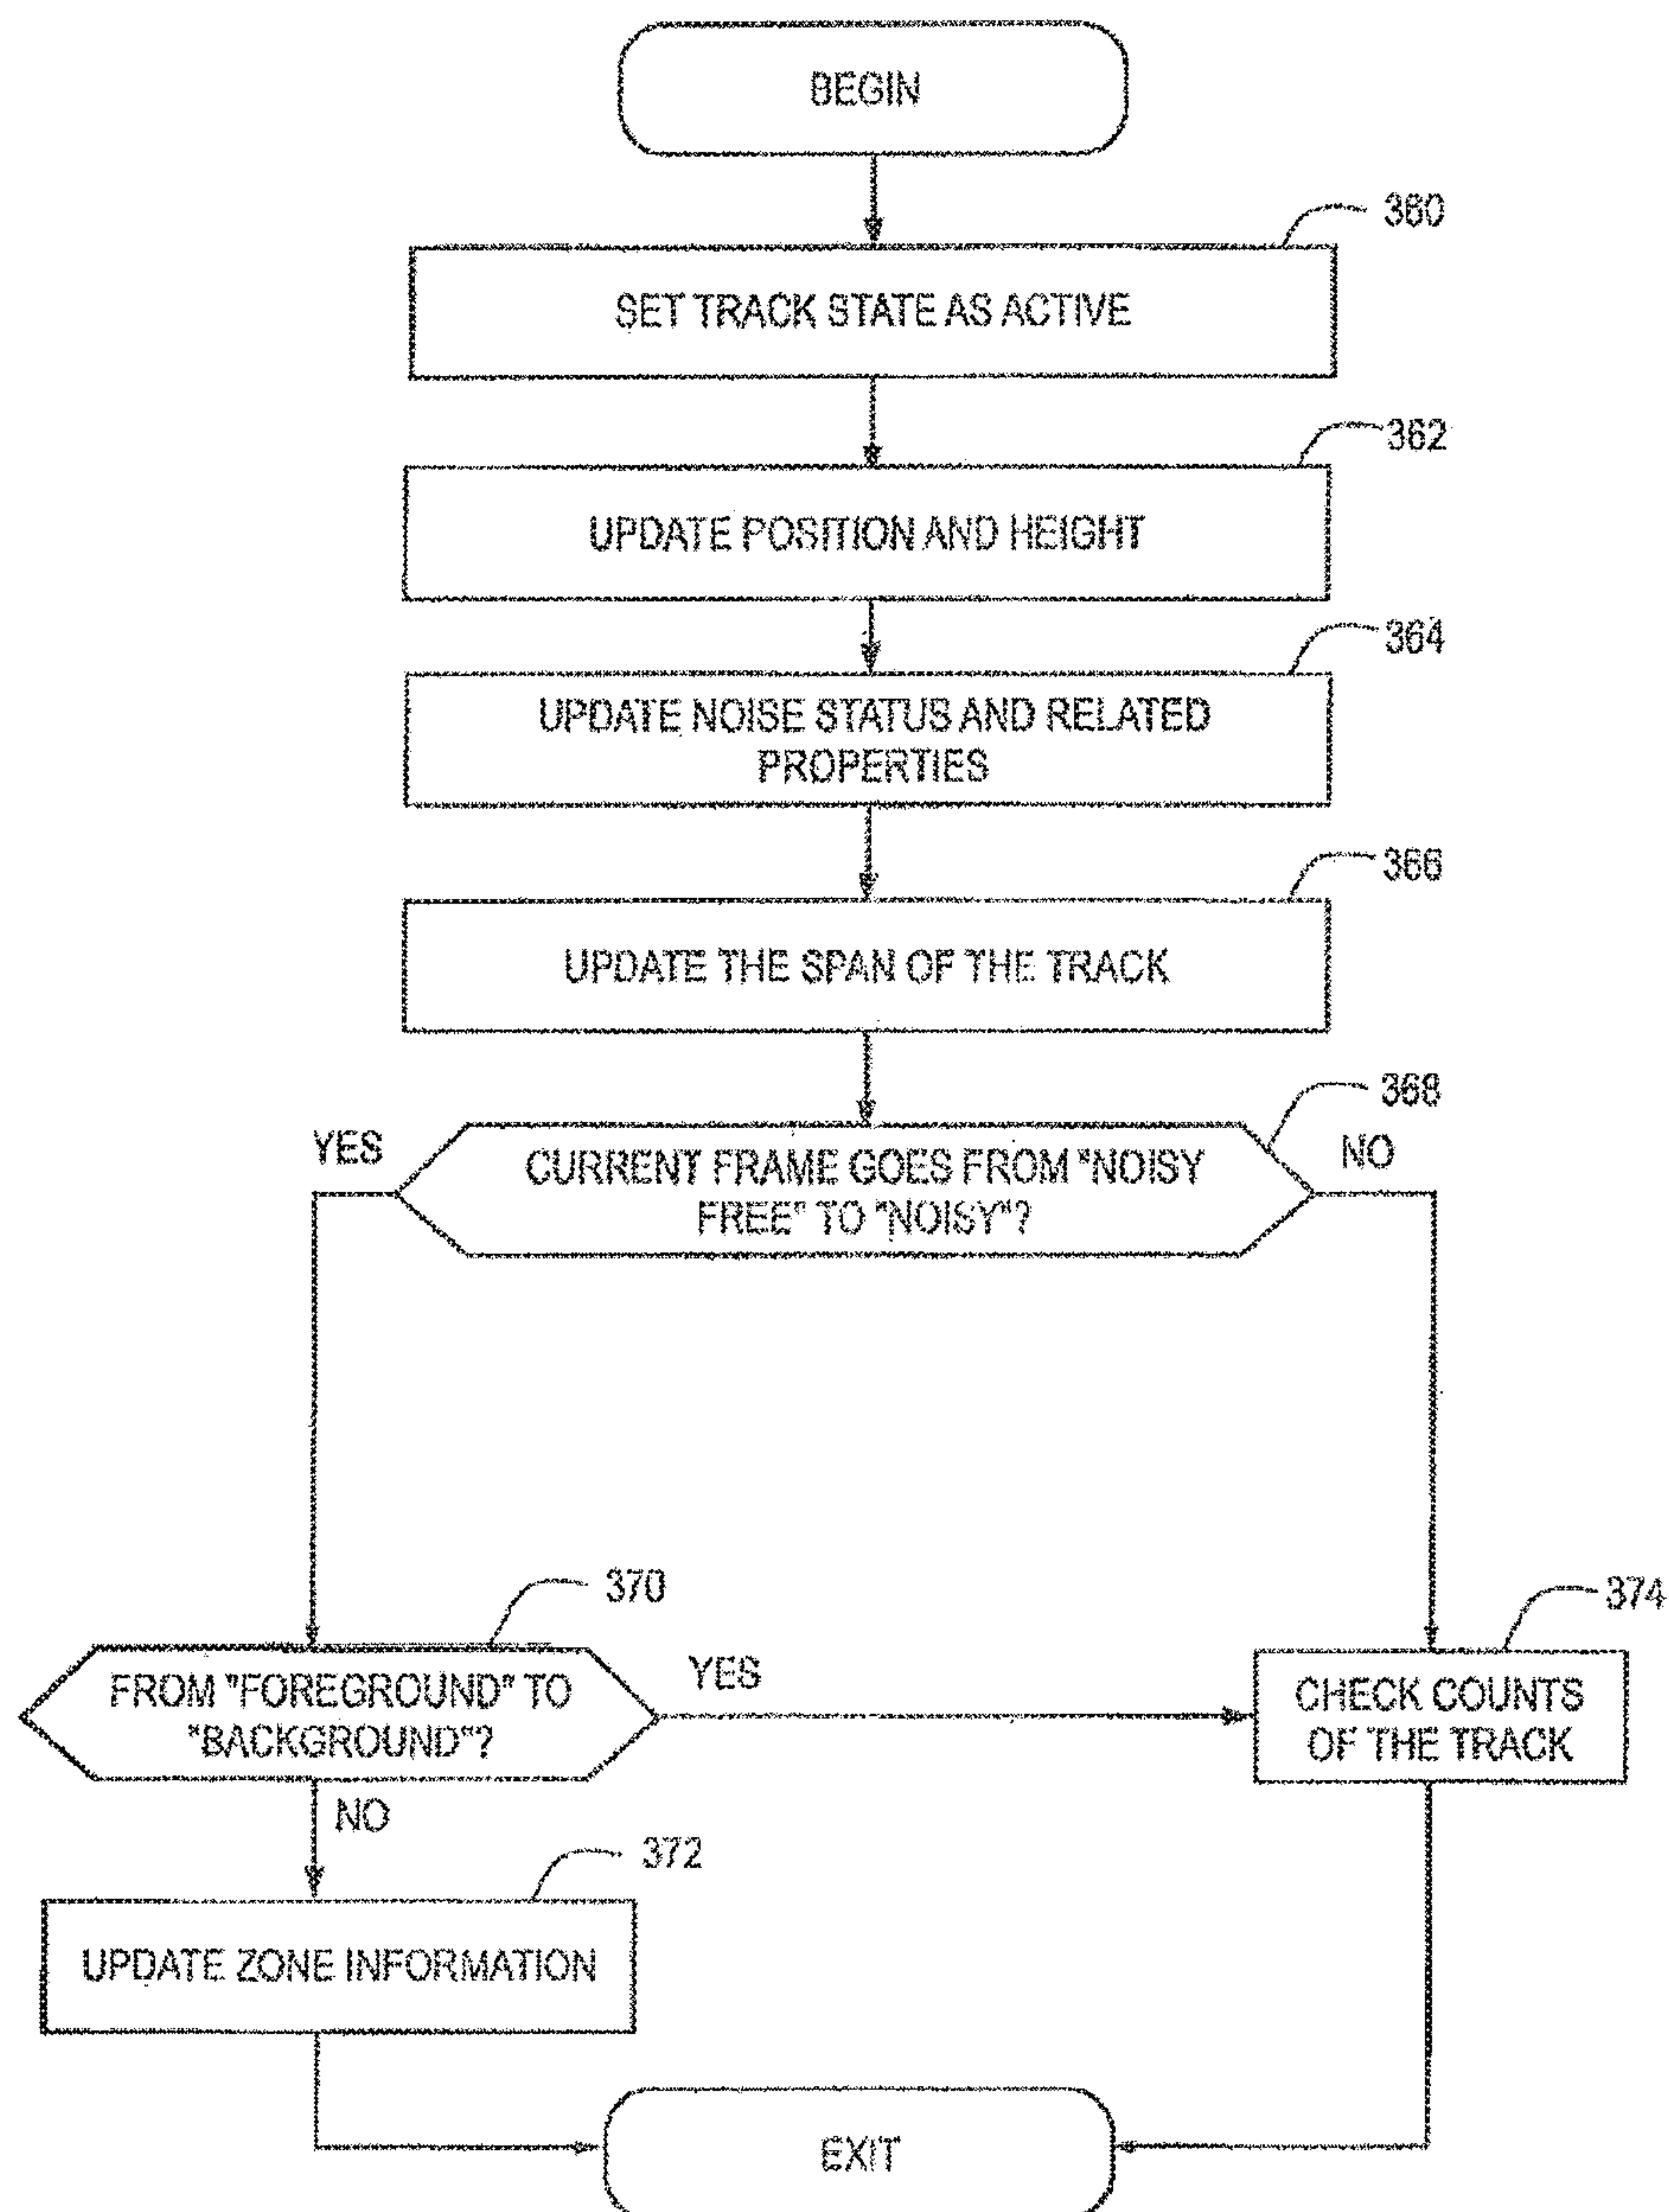 BEGIN
360
SET TRACK STATE AS ACTIVE
362
UPDATE POSITION AND HEIGHT
364
UPDATE NOISE STATUS AND RELATED
PROPERTIES
366
UPDATE THE SPAN OF THE TRACK
368
YES
NO
CURRENT FRAME GOES FROM "NOISY
FREE" TO "NOISY"?
370
374
FROM "FOREGROUND" TO
"BACKGROUND"?
YES
CHECK COUNTS
OF THE TRACK
NO
372
UPDATE ZONE INFORMATION
EXIT